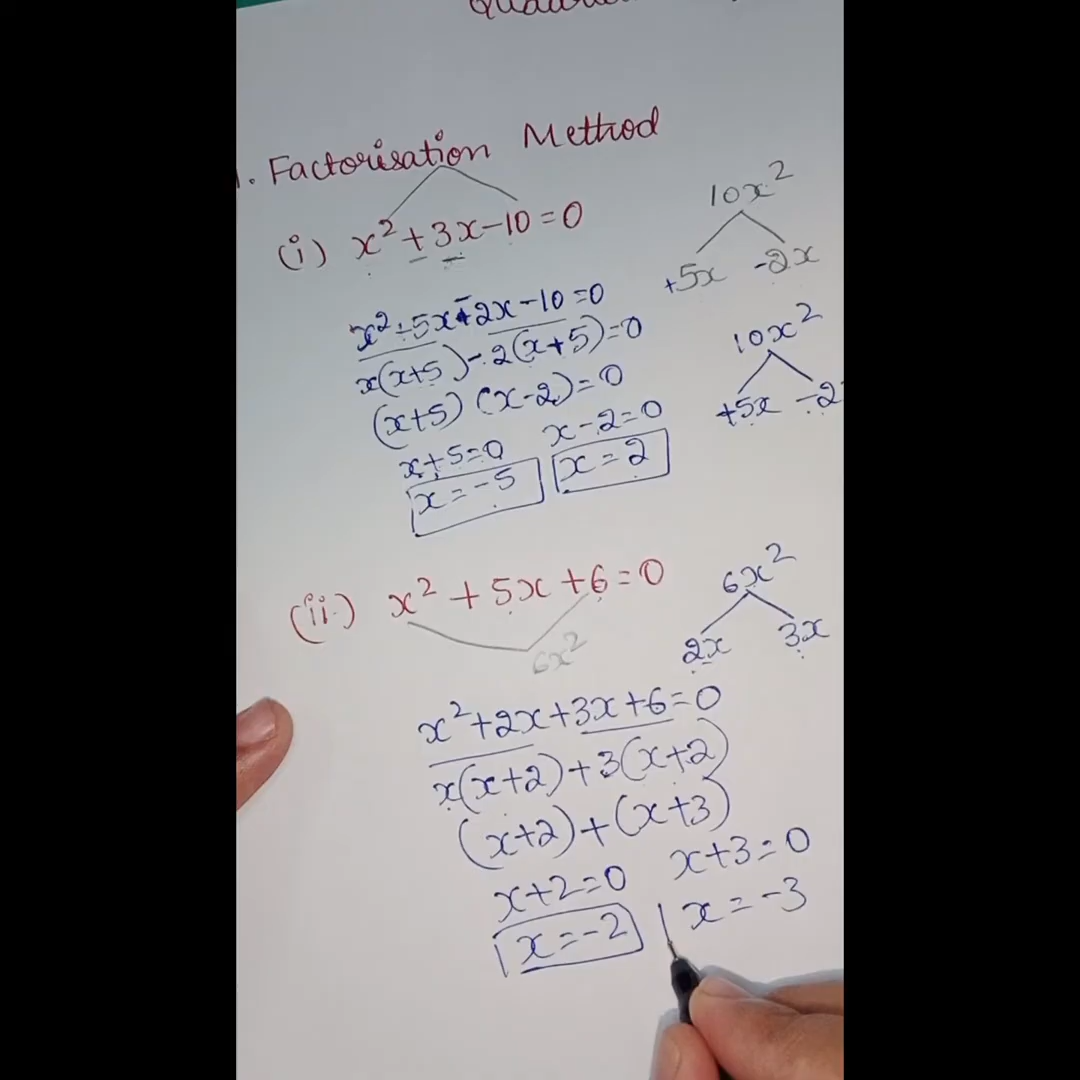 1. Factorisation Method
(i) x² + 3x - 10 = 0
10x²
+5x -2x
x² + 5x - 2x - 10 = 0
x(x+5) - 2(x+5) = 0
(x+5) (x-2) = 0
x+5=0 x-2=0
x=-5 x=2
10x²
+5x -2
(ii) x² + 5x + 6 = 0
6x²
6x²
2x 3x
x²+2x+3x+6=0
x(x+2)+3(x+2)
(x+2)+(x+3)
x+2=0 x+3=0
x=-2 x=-3